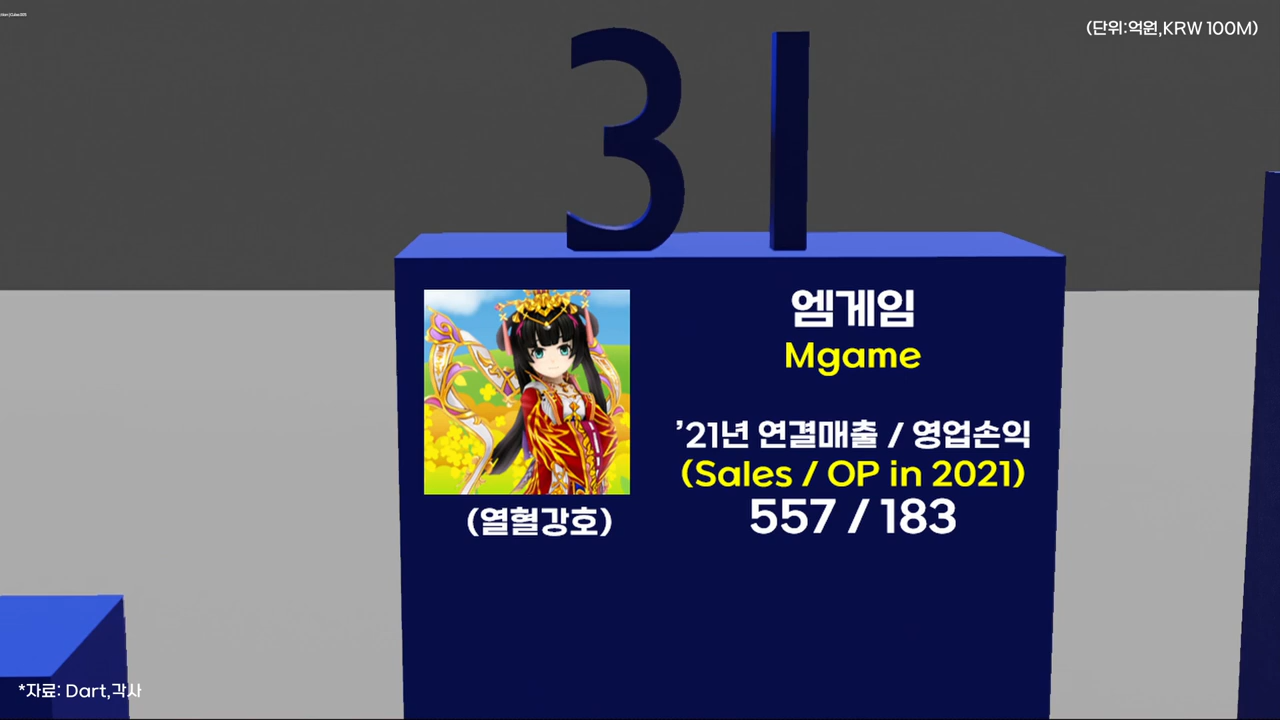 (단위:억원,KRW 100M)
31
엠게임
Mgame
’21년 연결매출 / 영업손익
(Sales / OP in 2021)
557 / 183
(열혈강호)
*자료: Dart,각사